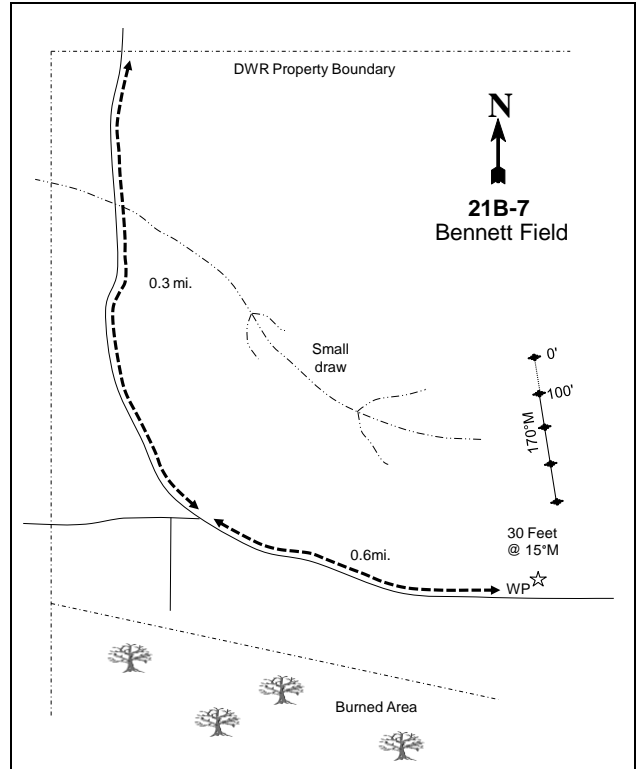 DWR Property Boundary
N
21B-7
Bennett Field
0.3 mi.
Small
draw
0'
100'
170°M
30 Feet
@ 15°M
0.6mi.
WP
Burned Area